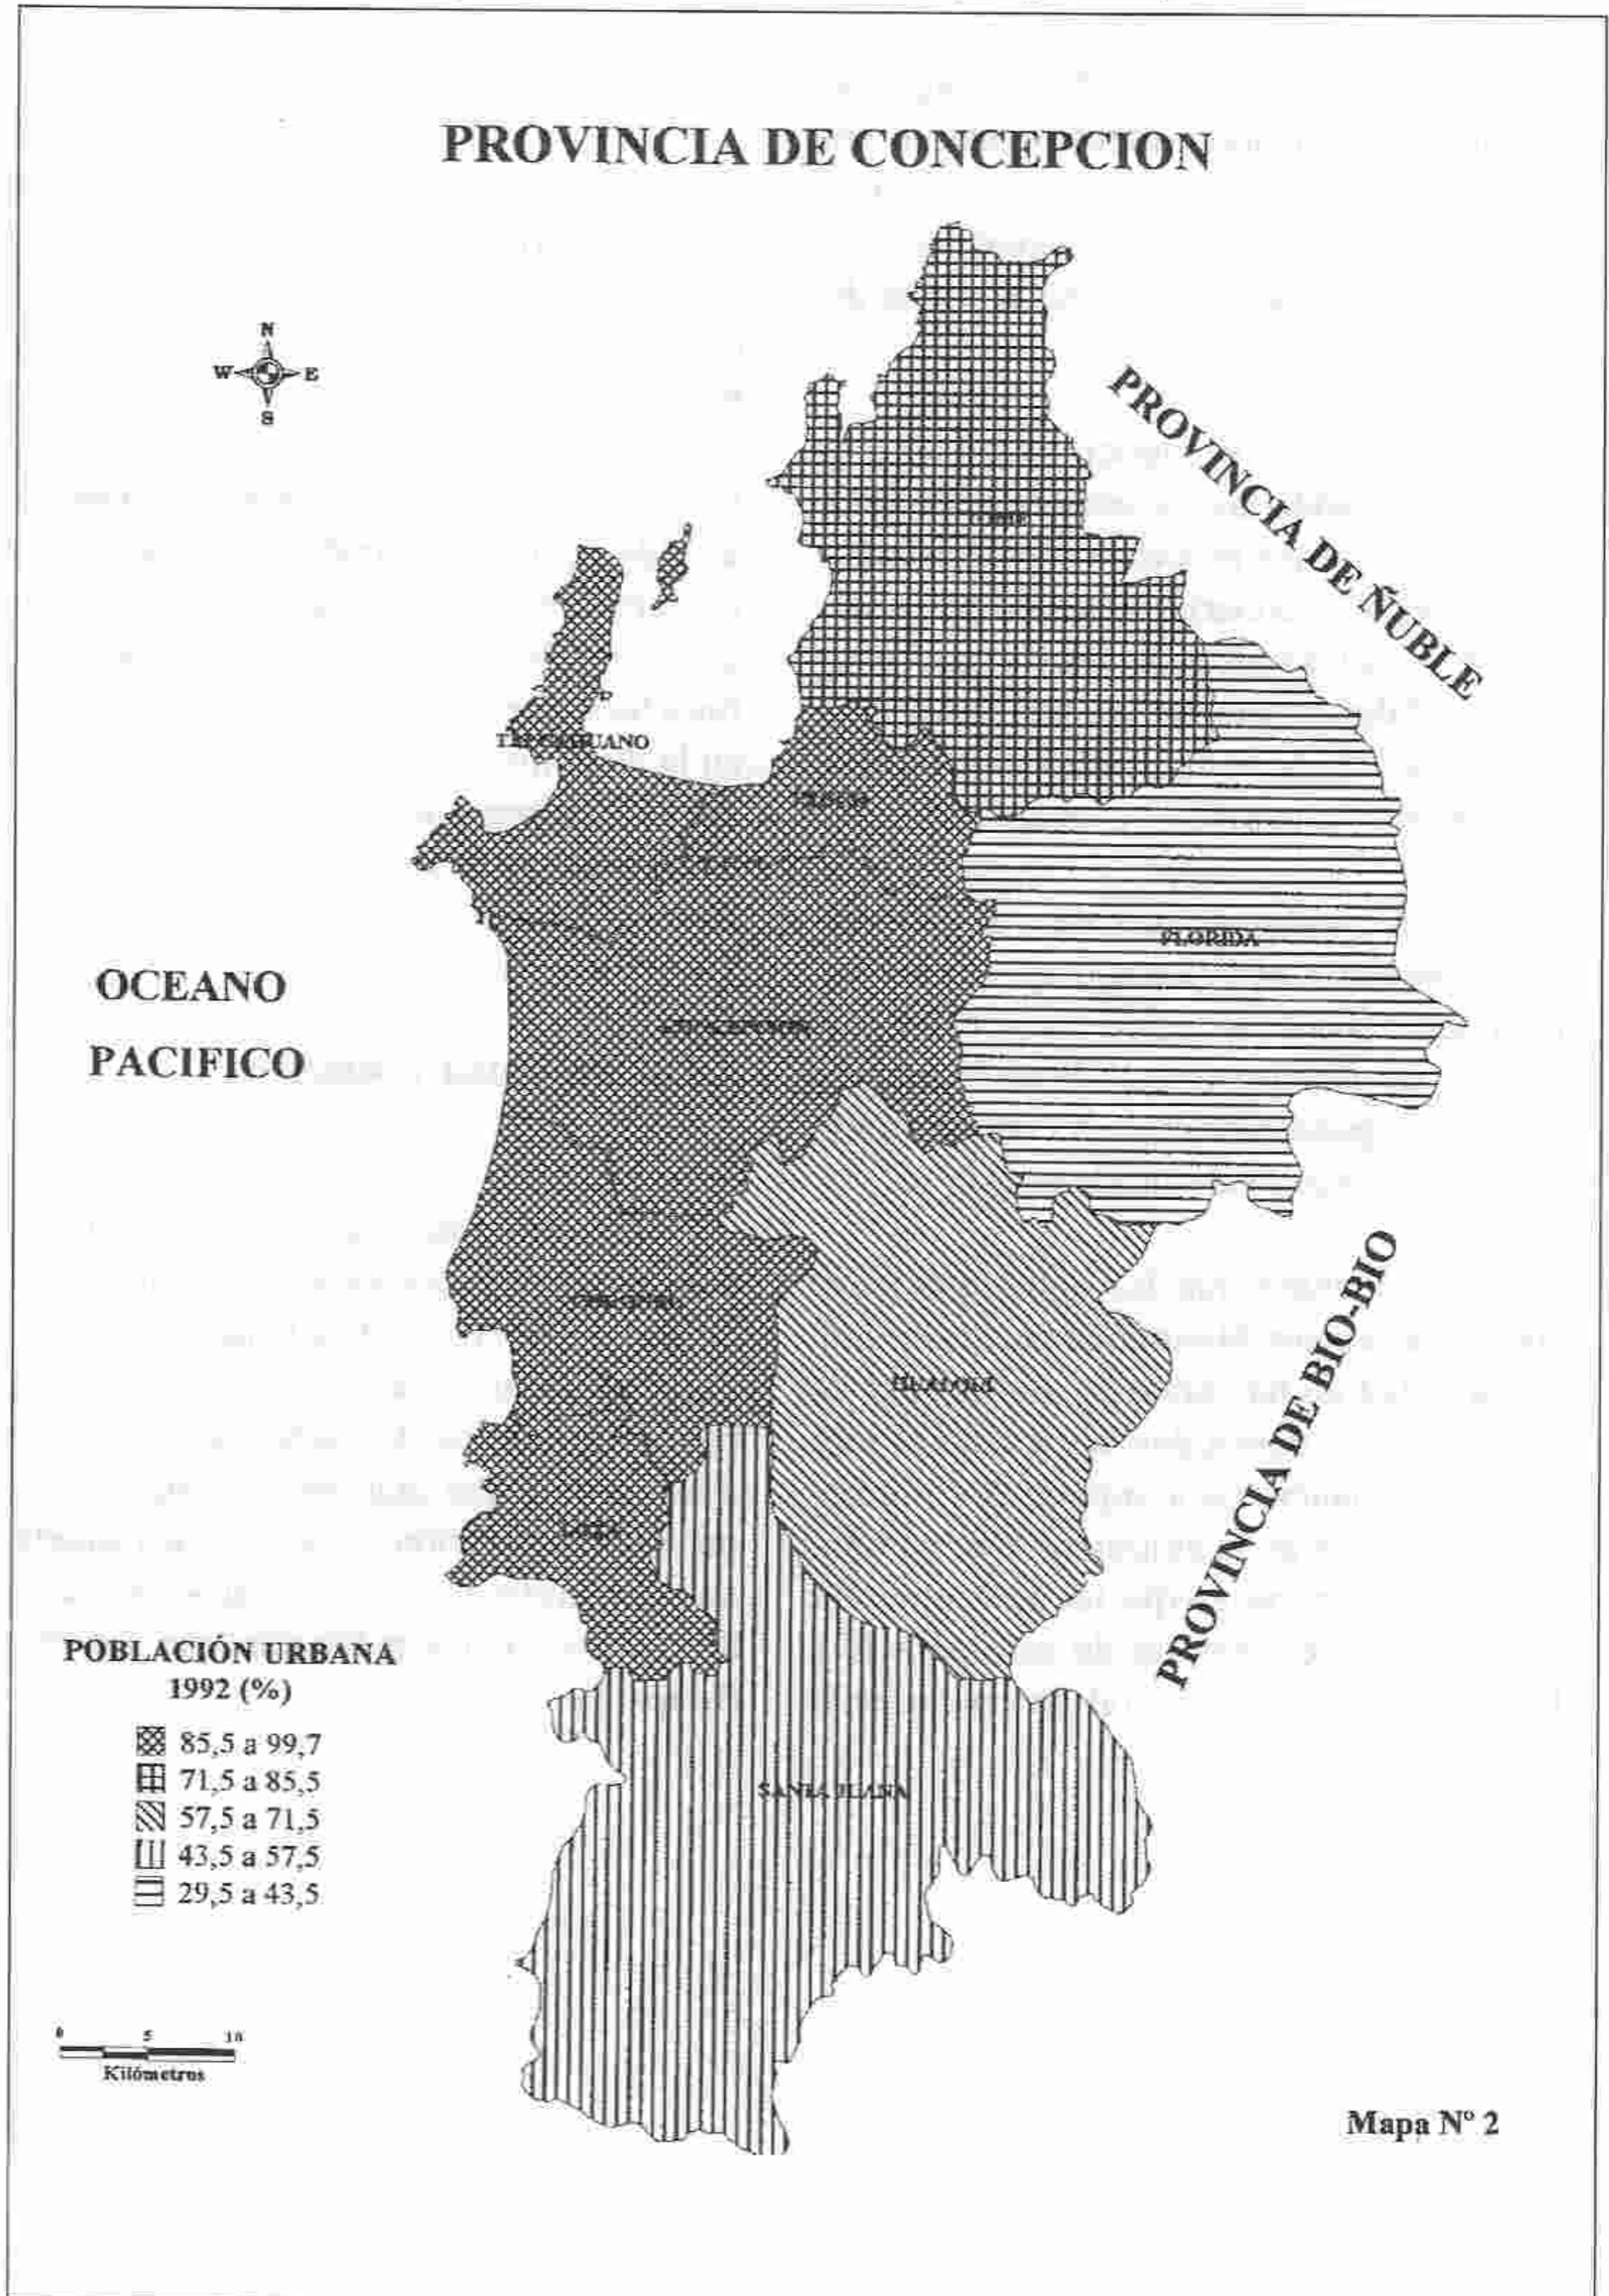 PROVINCIA DE CONCEPCION
N
W
E
S
PROVINCIA DE ÑUBLE
FLORIDA
OCEANO
PACIFICO
PROVINCIA DE BIO-BIO
POBLACIÓN URBANA
1992 (%)
85,5 a 99,7
71,5 a 85,5
57,5 a 71,5
43,5 a 57,5
29,5 a 43,5
SANTA JUANA
0 5 10
Kilómetros
Mapa Nº 2